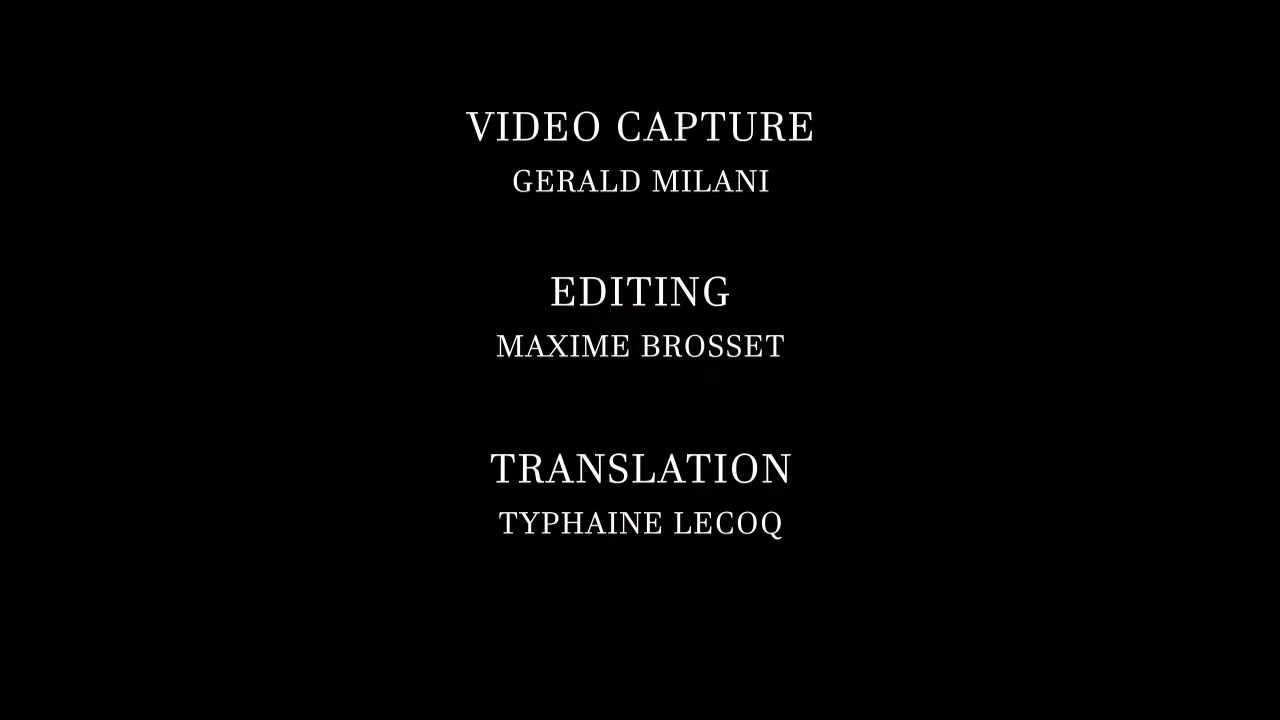 VIDEO CAPTURE
GERALD MILANI
EDITING
MAXIME BROSSET
TRANSLATION
TYPHAINE LECOQ